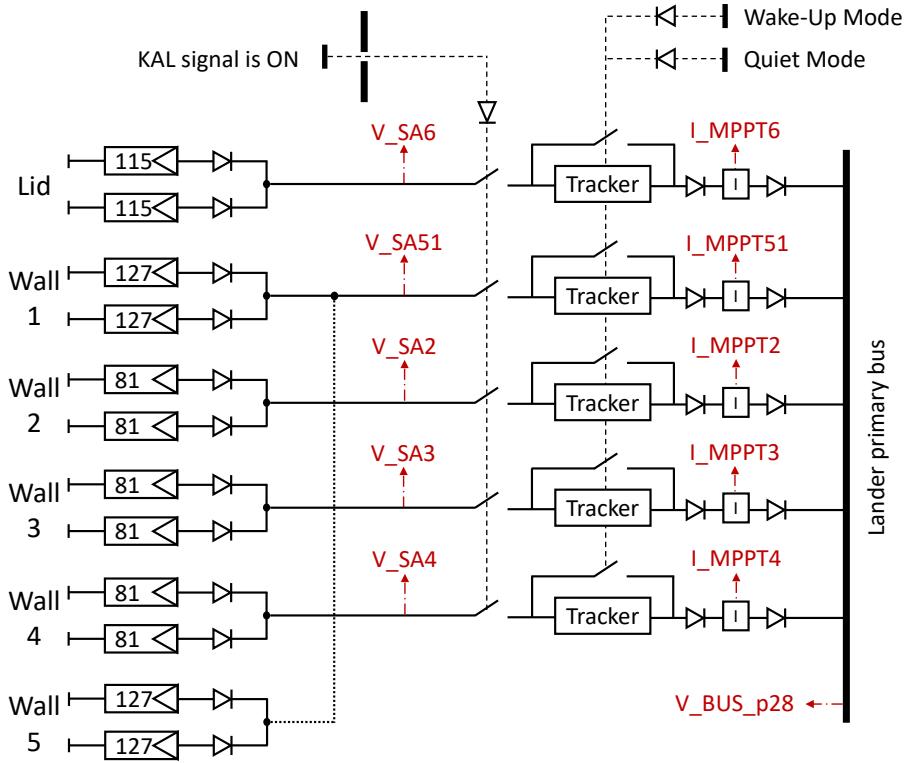 Wake-Up Mode
KAL signal is ON
Quiet Mode
V_SA6
I_MPPT6
115
Lid
Tracker
I
115
V_SA51
I_MPPT51
127
Wall
1
Tracker
I
127
V_SA2
I_MPPT2
81
Wall
2
Tracker
I
81
V_SA3
I_MPPT3
81
Wall
3
Tracker
I
81
V_SA4
I_MPPT4
81
Wall
4
Tracker
I
81
127
Wall
5
127
V_BUS_p28
Lander primary bus